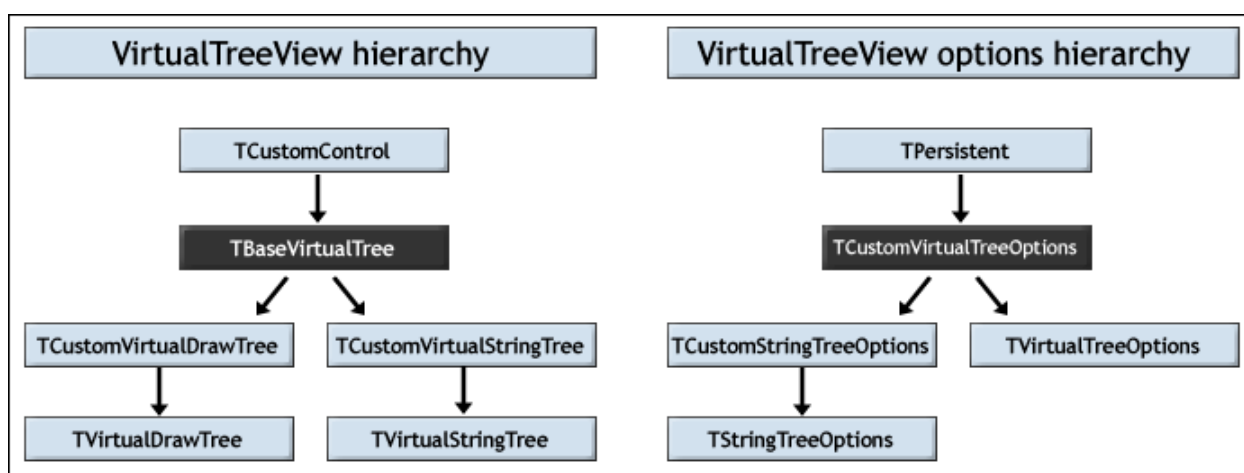 VirtualTreeView hierarchy
VirtualTreeView options hierarchy
TCustomControl
TPersistent
TBaseVirtualTree
TCustomVirtualTreeOptions
TCustomVirtualDrawTree
TCustomVirtualStringTree
TCustomStringTreeOptions
TVirtualTreeOptions
TVirtualDrawTree
TVirtualStringTree
TStringTreeOptions